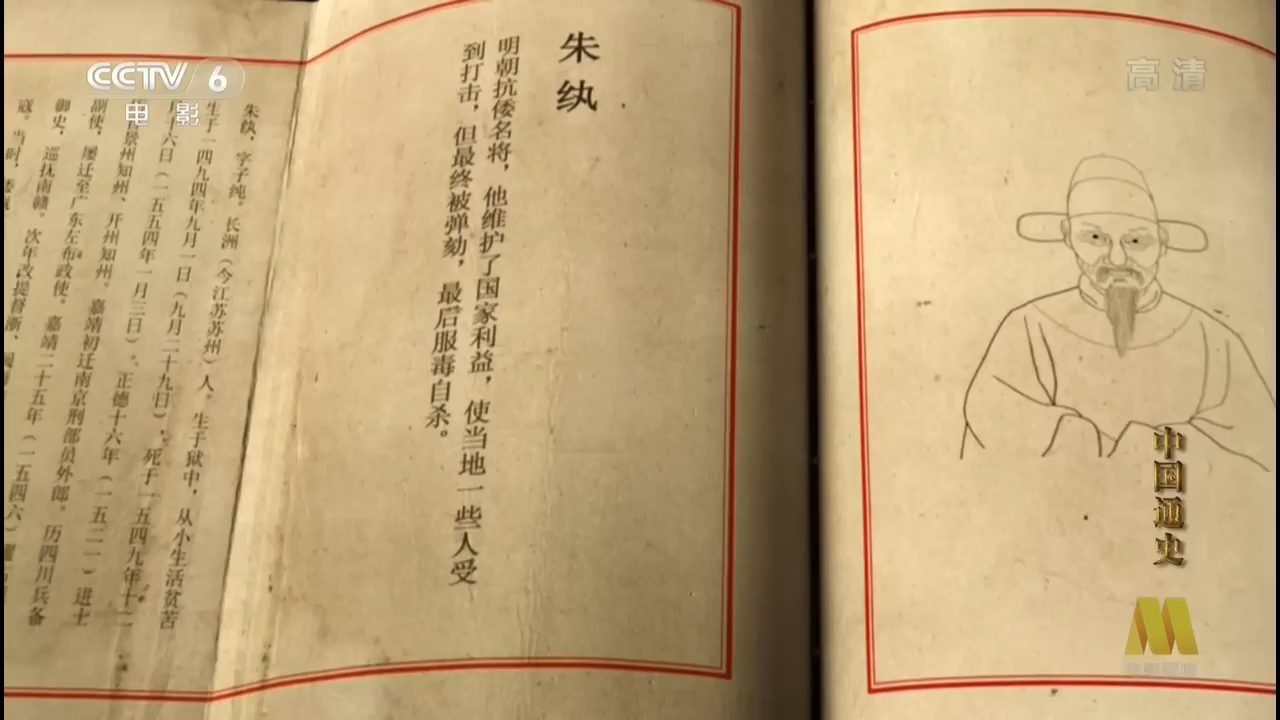 CCTV 6
电影
高清
朱纨
明朝抗倭名将，他维护了国家利益，使当地一些人受
到打击，但最终被弹劾，最后服毒自杀。
朱纨，字子纯。长洲（今江苏苏州）人。生于狱中，从小生活贫苦
生于一四九四年九月一日（九月二十九日），死于一五四九年十二
月十六日（一五五四年一月三日）。正德十六年（一五二一）进士
景州知州、开州知州。嘉靖初迁南京刑部员外郎。历四川兵备
副使，屡迁至广东左布政使。嘉靖二十五年（一五四六）
御史，巡抚南赣。次年改提督浙、
寇。当时，
中国通史